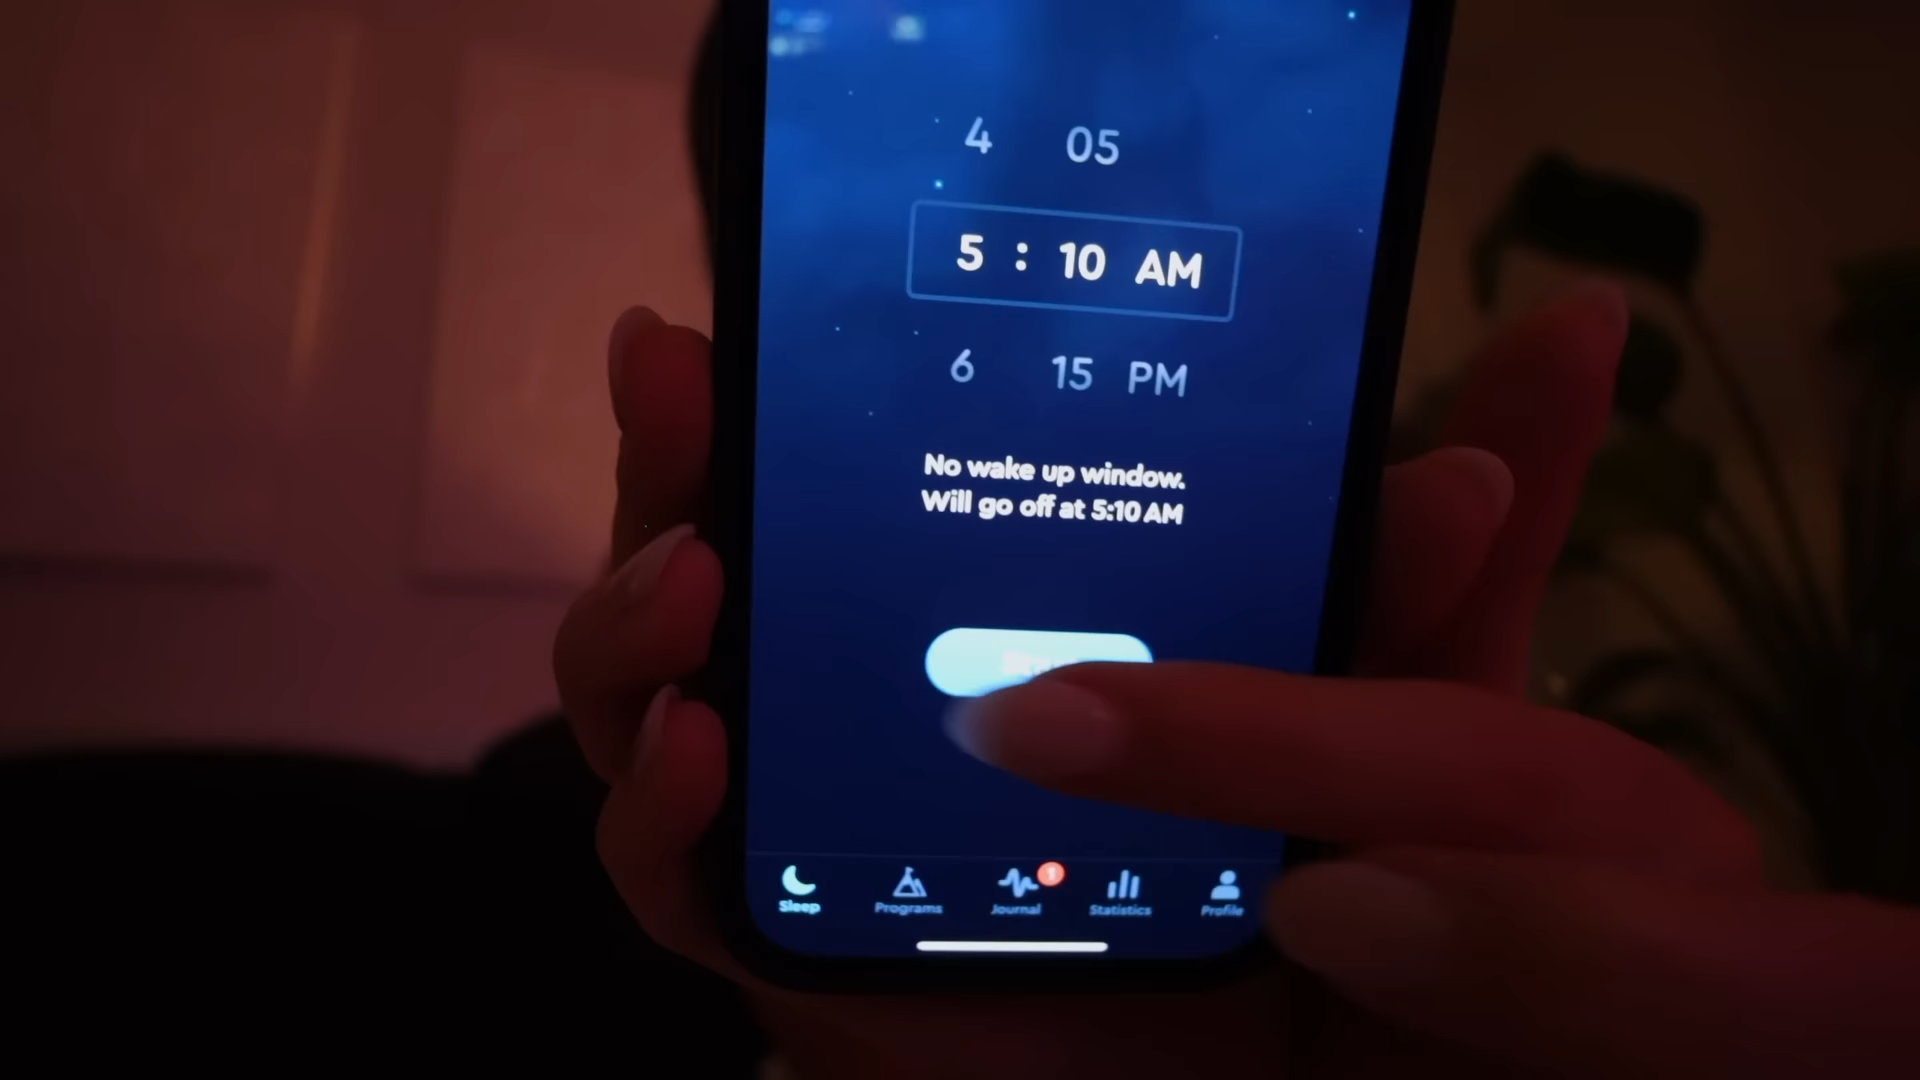 4 05
5 : 10 AM
6 15 PM
No wake up window.
Will go off at 5:10 AM
1
Sleep Programs Journal Statistics Profile